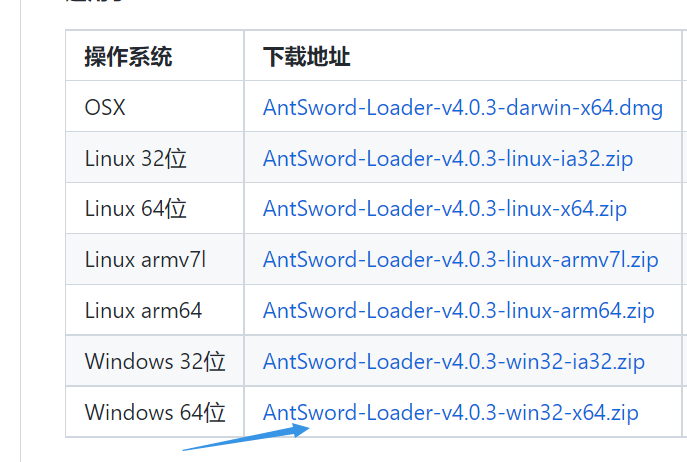 操作系统 下载地址
OSX AntSword-Loader-v4.0.3-darwin-x64.dmg
Linux 32位 AntSword-Loader-v4.0.3-linux-ia32.zip
Linux 64位 AntSword-Loader-v4.0.3-linux-x64.zip
Linux armv7l AntSword-Loader-v4.0.3-linux-armv7l.zip
Linux arm64 AntSword-Loader-v4.0.3-linux-arm64.zip
Windows 32位 AntSword-Loader-v4.0.3-win32-ia32.zip
Windows 64位 AntSword-Loader-v4.0.3-win32-x64.zip